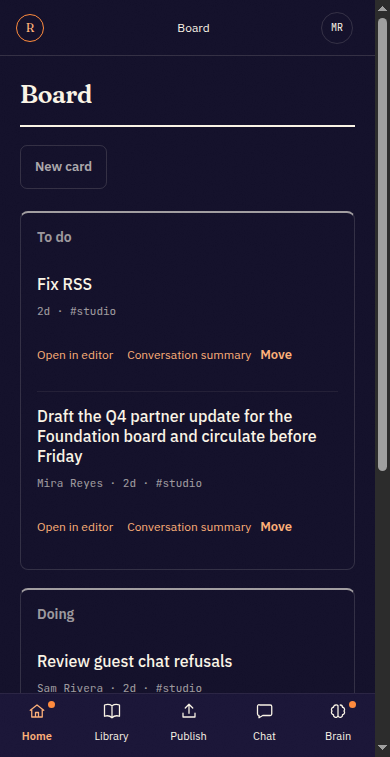 R
Board
MR
Board
New card
To do
Fix RSS
2d · #studio
Open in editor Conversation summary Move
Draft the Q4 partner update for the
Foundation board and circulate before
Friday
Mira Reyes · 2d · #studio
Open in editor Conversation summary Move
Doing
Review guest chat refusals
Sam Rivera · 2d · #studio
Home Library Publish Chat Brain